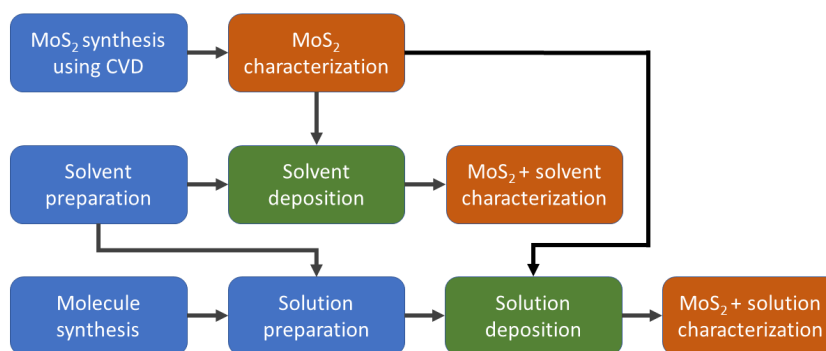 MoS₂ synthesis
using CVD
MoS₂
characterization
Solvent
preparation
Solvent
deposition
MoS₂ + solvent
characterization
Molecule
synthesis
Solution
preparation
Solution
deposition
MoS₂ + solution
characterization